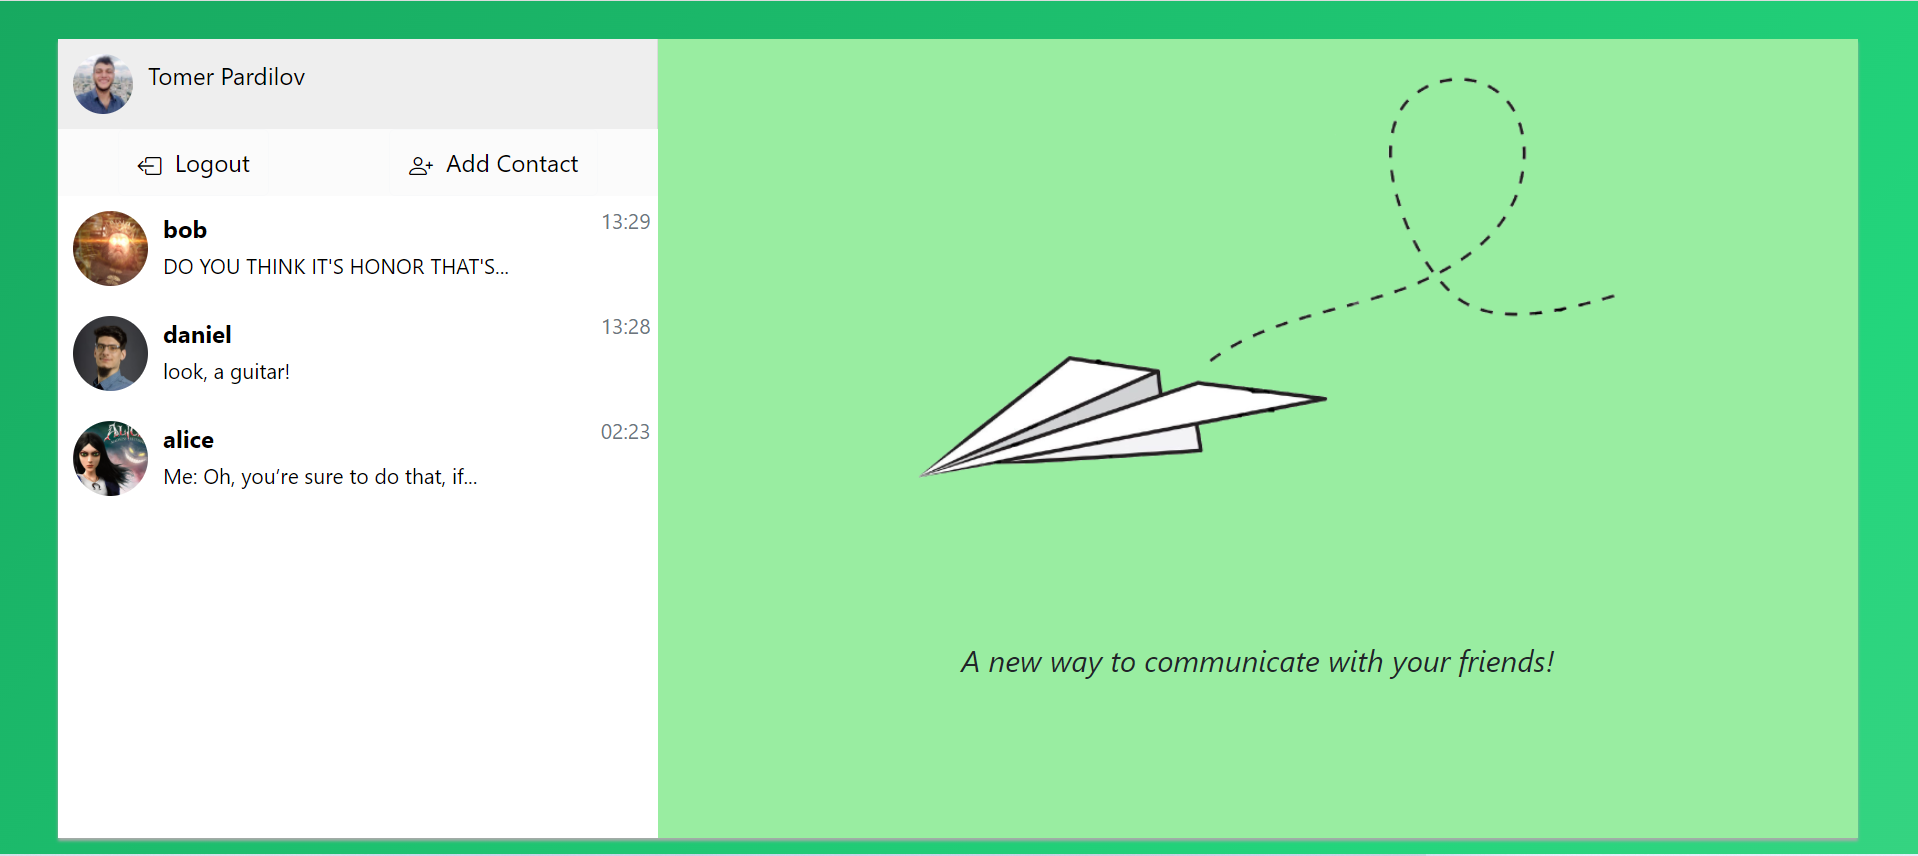 Tomer Pardilov
Logout
Add Contact
bob
13:29
DO YOU THINK IT'S HONOR THAT'S...
daniel
13:28
look, a guitar!
alice
02:23
Me: Oh, you’re sure to do that, if...
A new way to communicate with your friends!